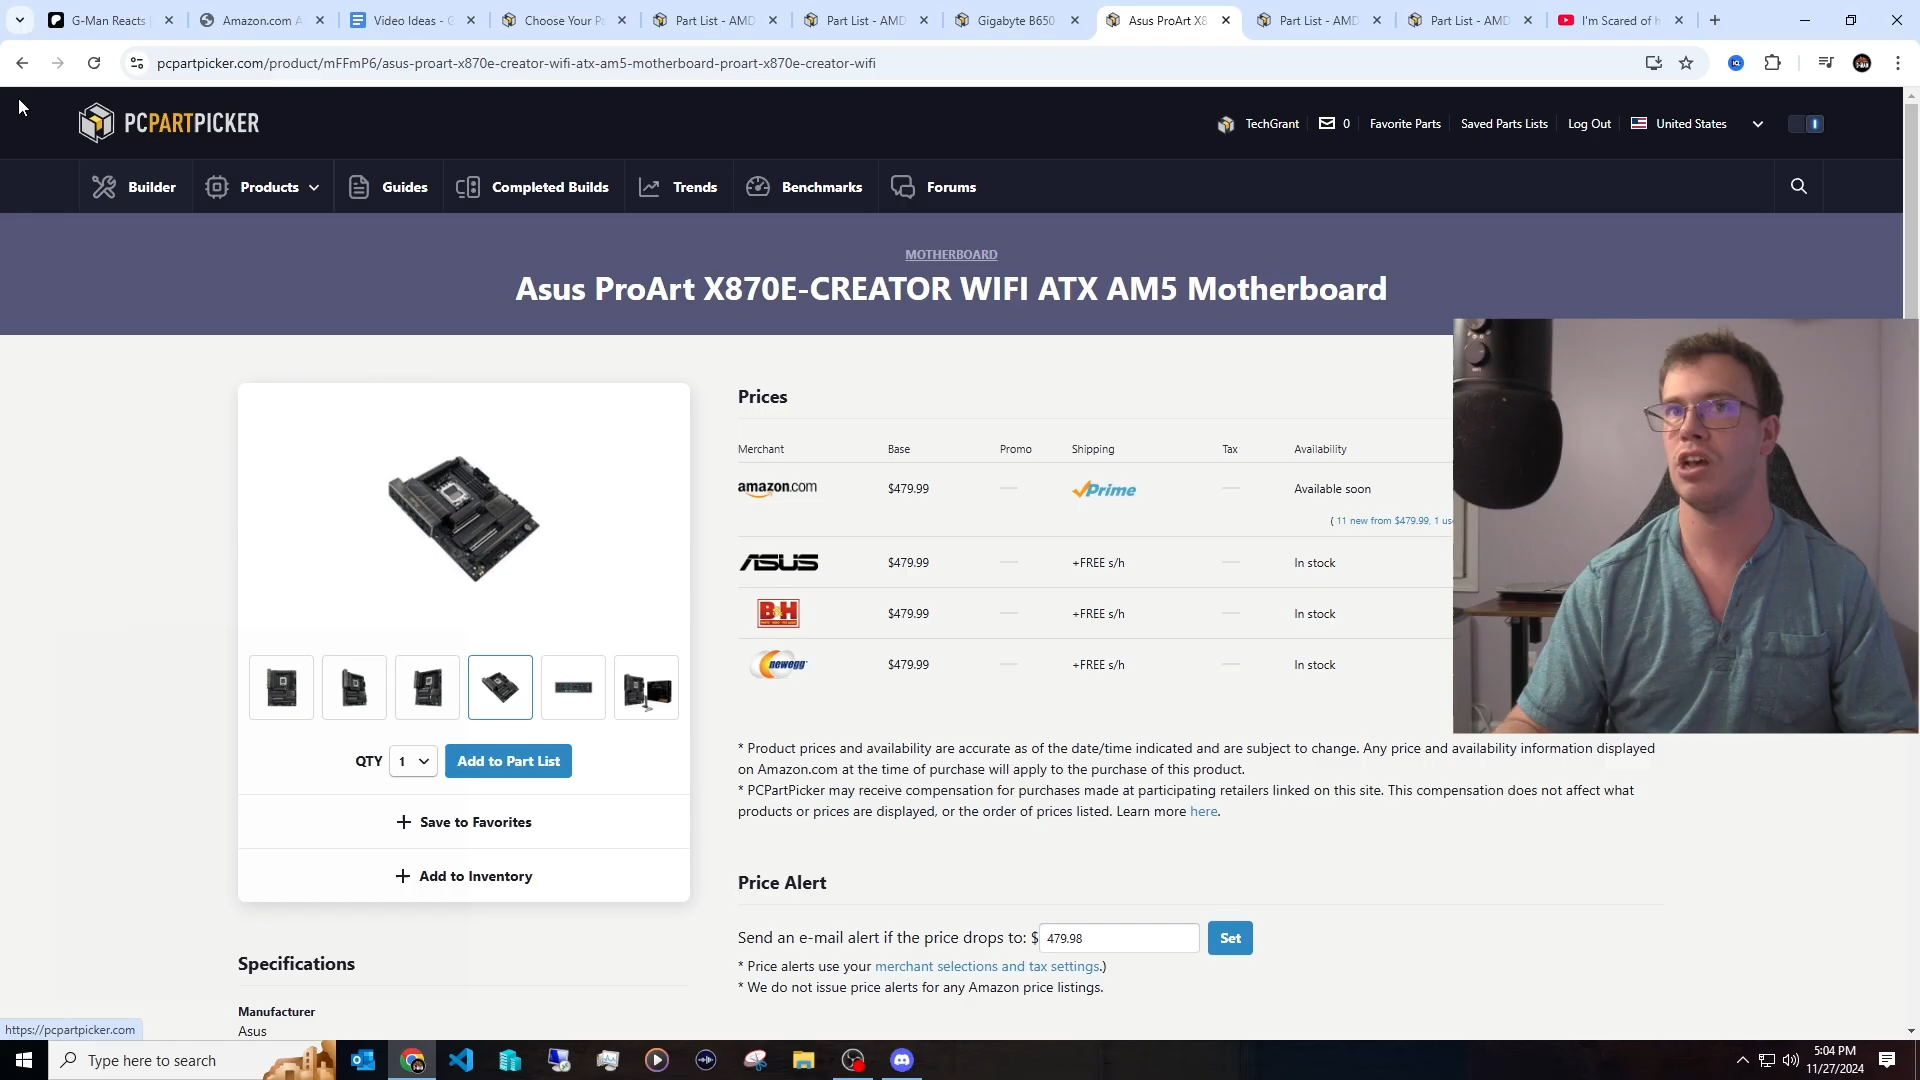 G-Man Reacts
Amazon.com A
Video Ideas - G
Choose Your Pa
Part List - AMD
Part List - AMD
Gigabyte B650
Asus ProArt X8
Part List - AMD
Part List - AMD
I'm Scared of h
pcpartpicker.com/product/mFFmP6/asus-proart-x870e-creator-wifi-atx-am5-motherboard-proart-x870e-creator-wifi
PCPARTPICKER
TechGrant
0
Favorite Parts
Saved Parts Lists
Log Out
United States
Builder
Products
Guides
Completed Builds
Trends
Benchmarks
Forums
MOTHERBOARD
Asus ProArt X870E-CREATOR WIFI ATX AM5 Motherboard
Prices
Merchant Base Promo Shipping Tax Availability
amazon.com $479.99 — Prime — Available soon
( 11 new from $479.99, 1 us
ASUS $479.99 — +FREE s/h — In stock
B&H $479.99 — +FREE s/h — In stock
newegg $479.99 — +FREE s/h — In stock
QTY 1 Add to Part List
+ Save to Favorites
+ Add to Inventory
* Product prices and availability are accurate as of the date/time indicated and are subject to change. Any price and availability information displayed
on Amazon.com at the time of purchase will apply to the purchase of this product.
* PCPartPicker may receive compensation for purchases made at participating retailers linked on this site. This compensation does not affect what
products or prices are displayed, or the order of prices listed. Learn more here.
Price Alert
Send an e-mail alert if the price drops to: $ 479.98 Set
* Price alerts use your merchant selections and tax settings.)
* We do not issue price alerts for any Amazon price listings.
Specifications
Manufacturer
Asus
https://pcpartpicker.com
Type here to search
5:04 PM
11/27/2024